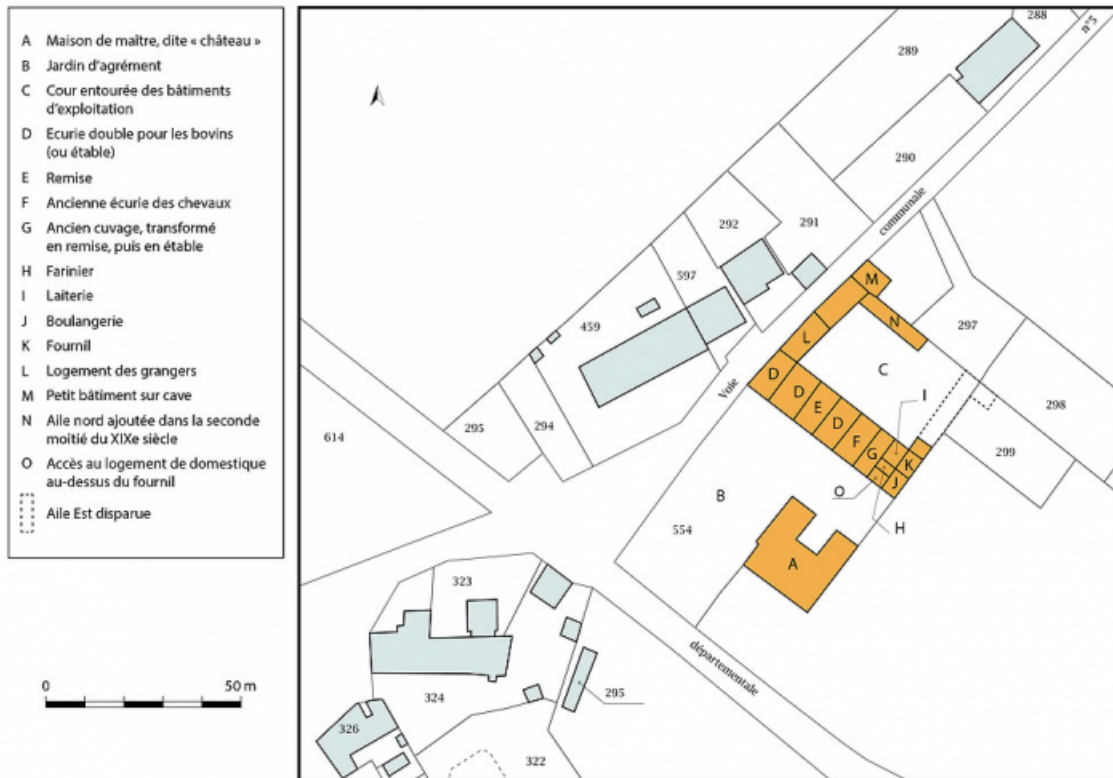 A Maison de maître, dite « château »
B Jardin d'agrément
C Cour entourée des bâtiments
d'exploitation
D Ecurie double pour les bovins
(ou étable)
E Remise
F Ancienne écurie des chevaux
G Ancien cuvage, transformé
en remise, puis en étable
H Farinier
I Laiterie
J Boulangerie
K Fournil
L Logement des grangers
M Petit bâtiment sur cave
N Aile nord ajoutée dans la seconde
moitié du XIXe siècle
O Accès au logement de domestique
au-dessus du fournil
Aile Est disparue
0 50 m
288
n°5
289
290
communale
292
291
597
M
459
N
297
L
C
D
D
I
Voie
E
298
D
295
294
F
614
G
K
299
J
O
B
H
554
A
323
départementale
324
295
326
322